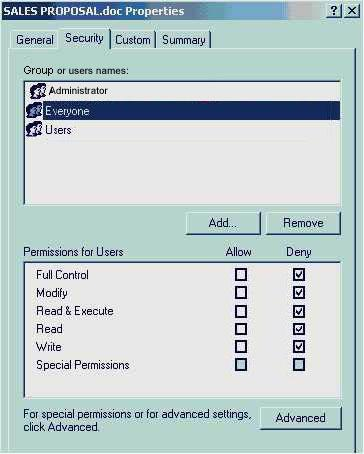 SALES PROPOSAL.doc Properties ? X
General Security Custom Summary
Group or users names:
Administrator
Everyone
Users
Add... Remove
Permissions for Users Allow Deny
Full Control
Modify
Read & Execute
Read
Write
Special Permissions
For special permissions or for advanced settings,
click Advanced. Advanced